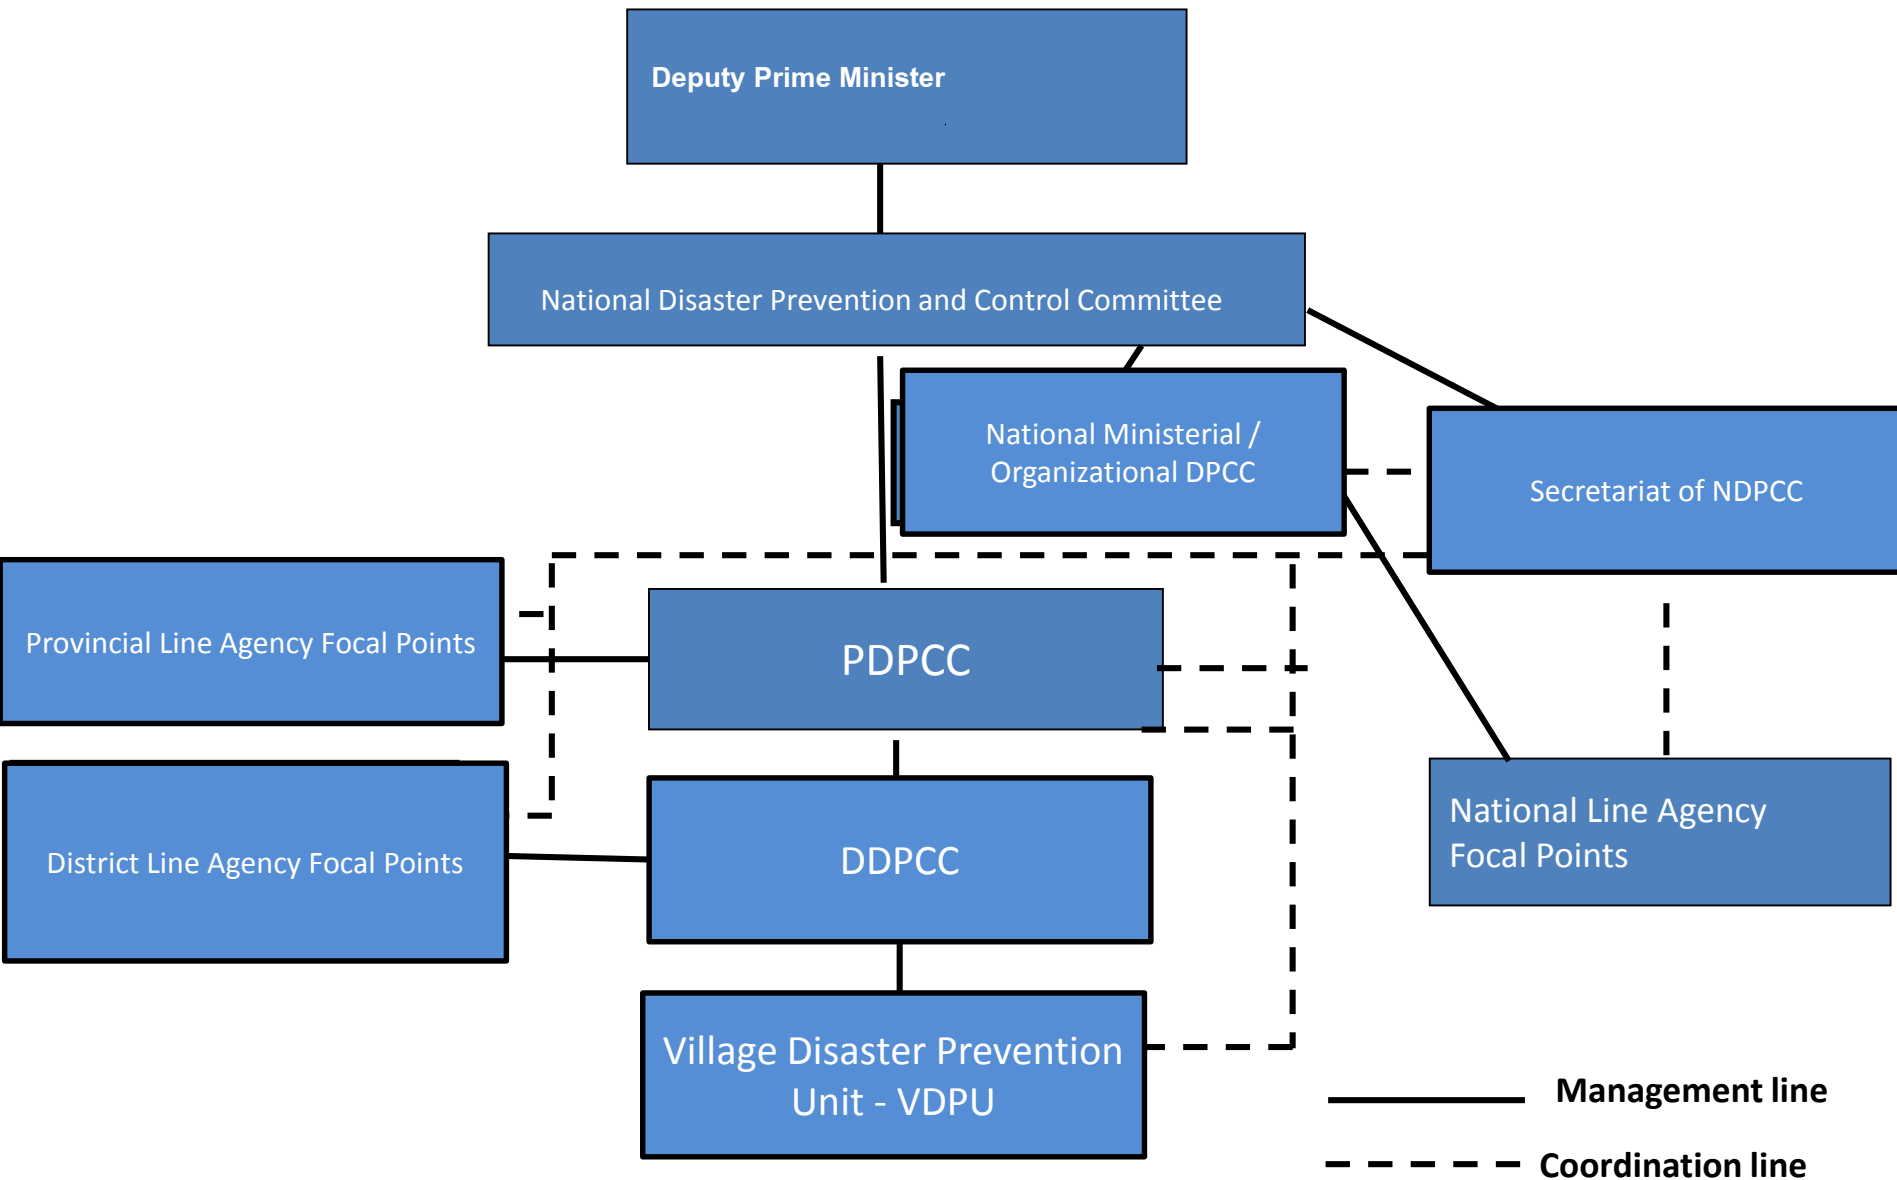 Deputy Prime Minister
National Disaster Prevention and Control Committee
National Ministerial /
Organizational DPCC
Secretariat of NDPCC
Provincial Line Agency Focal Points
PDPCC
National Line Agency
Focal Points
District Line Agency Focal Points
DDPCC
Village Disaster Prevention
Unit - VDPU
Management line
Coordination line